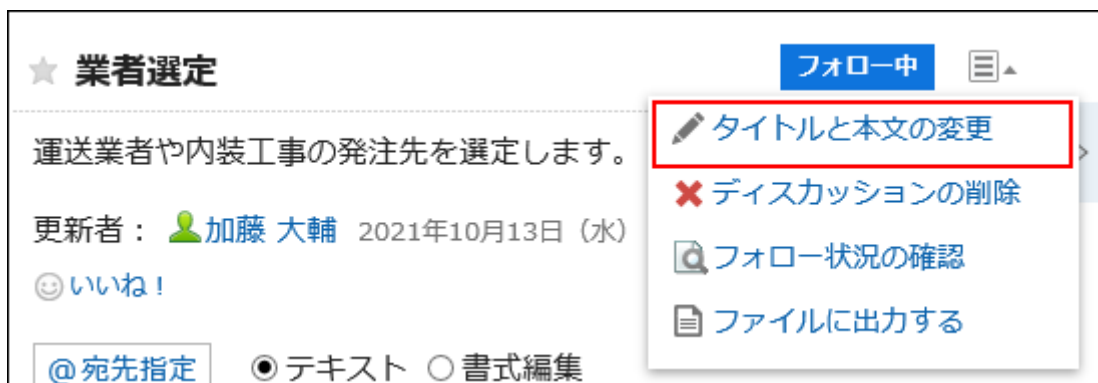 業者選定
フォロー中
タイトルと本文の変更
運送業者や内装工事の発注先を選定します。
ディスカッションの削除
更新者： 加藤 大輔 2021年10月13日（水）
フォロー状況の確認
いいね！
ファイルに出力する
@宛先指定 テキスト 書式編集